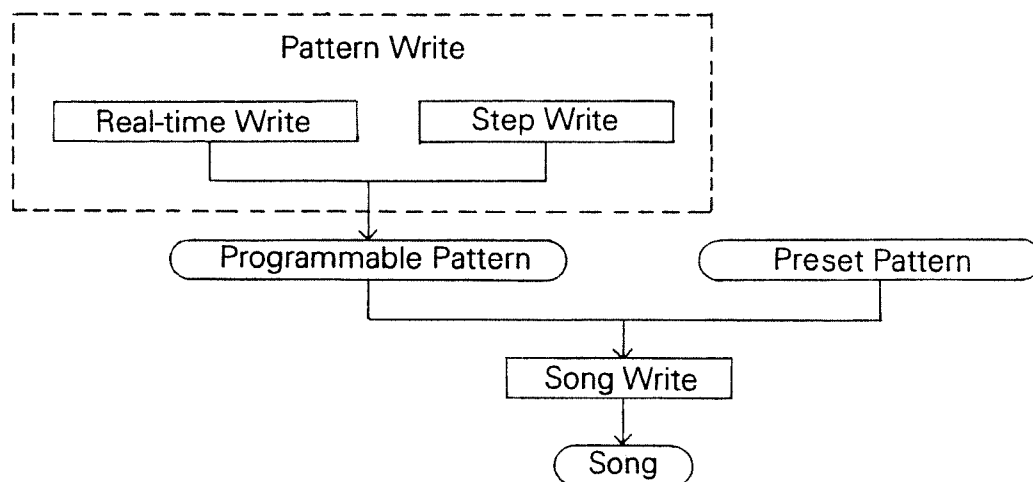 Pattern Write
Real-time Write
Step Write
Programmable Pattern
Preset Pattern
Song Write
Song